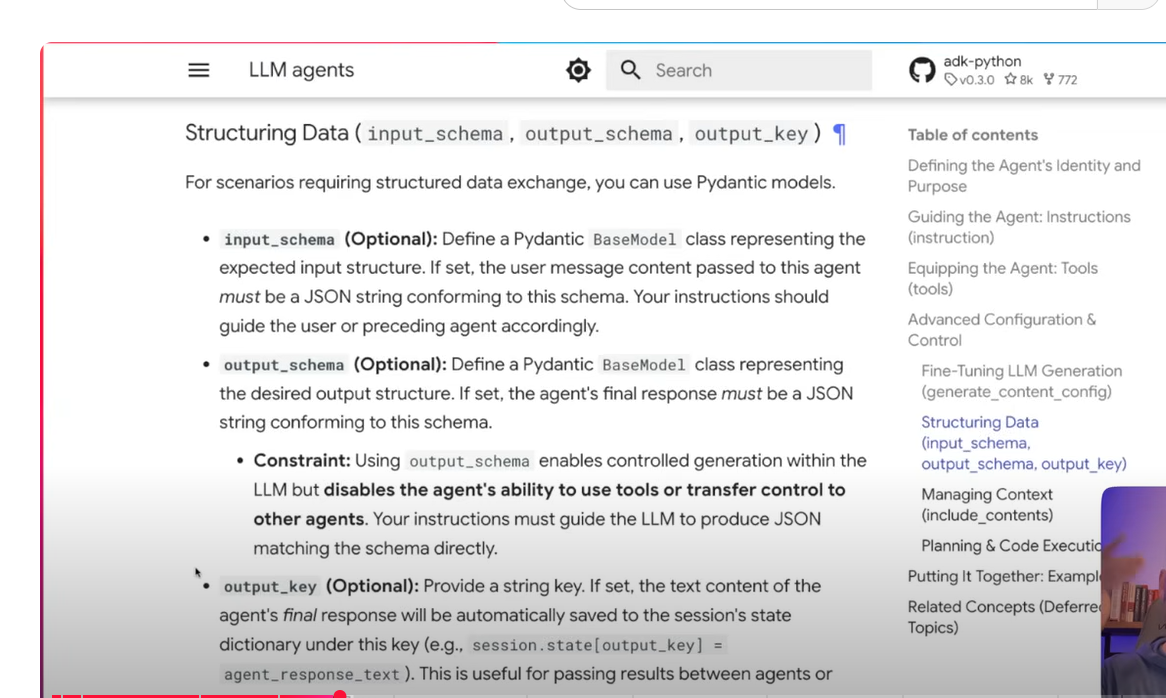 LLM agents
Search
adk-python
v0.3.0 8k 772
Structuring Data ( input_schema , output_schema , output_key ) ¶
For scenarios requiring structured data exchange, you can use Pydantic models.
• input_schema (Optional): Define a Pydantic BaseModel class representing the
expected input structure. If set, the user message content passed to this agent
must be a JSON string conforming to this schema. Your instructions should
guide the user or preceding agent accordingly.
• output_schema (Optional): Define a Pydantic BaseModel class representing
the desired output structure. If set, the agent's final response must be a JSON
string conforming to this schema.
• Constraint: Using output_schema enables controlled generation within the
LLM but disables the agent's ability to use tools or transfer control to
other agents. Your instructions must guide the LLM to produce JSON
matching the schema directly.
• output_key (Optional): Provide a string key. If set, the text content of the
agent's final response will be automatically saved to the session's state
dictionary under this key (e.g., session.state[output_key] =
agent_response_text ). This is useful for passing results between agents or
Table of contents
Defining the Agent's Identity and
Purpose
Guiding the Agent: Instructions
(instruction)
Equipping the Agent: Tools
(tools)
Advanced Configuration &
Control
Fine-Tuning LLM Generation
(generate_content_config)
Structuring Data
(input_schema,
output_schema, output_key)
Managing Context
(include_contents)
Planning & Code Executio
Putting It Together: Exampl
Related Concepts (Deferre
Topics)